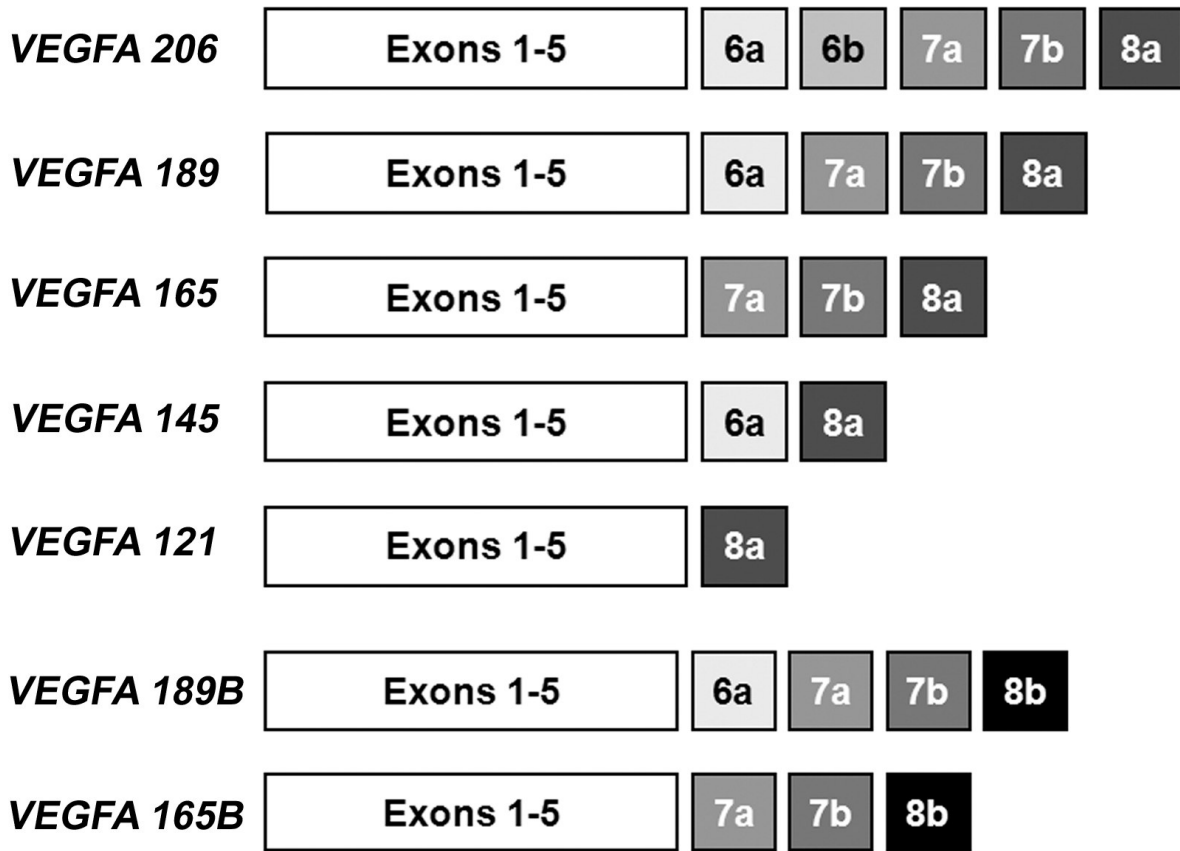 VEGFA 206 Exons 1-5 6a 6b 7a 7b 8a
VEGFA 189 Exons 1-5 6a 7a 7b 8a
VEGFA 165 Exons 1-5 7a 7b 8a
VEGFA 145 Exons 1-5 6a 8a
VEGFA 121 Exons 1-5 8a
VEGFA 189B Exons 1-5 6a 7a 7b 8b
VEGFA 165B Exons 1-5 7a 7b 8b